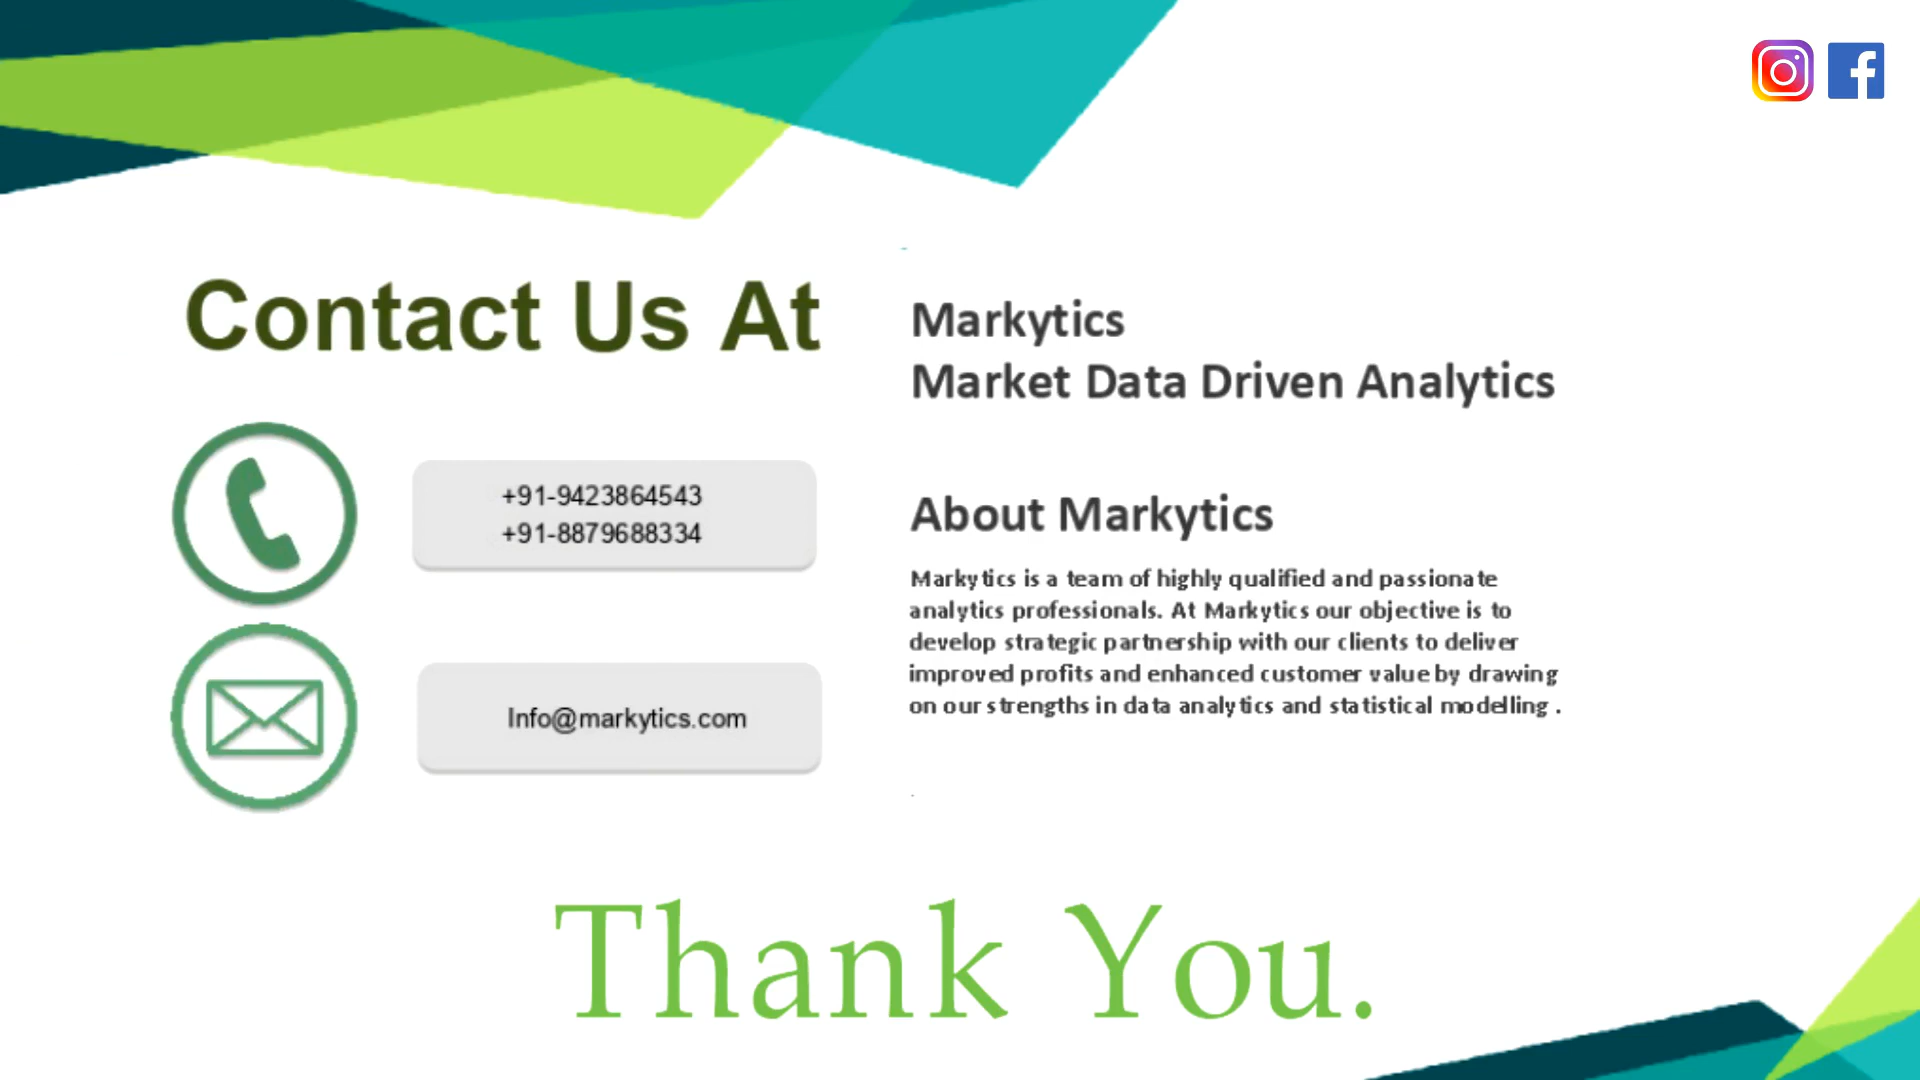 Contact Us At
+91-9423864543
+91-8879688334
Info@markytics.com
Markytics
Market Data Driven Analytics
About Markytics
Markytics is a team of highly qualified and passionate
analytics professionals. At Markytics our objective is to
develop strategic partnership with our clients to deliver
improved profits and enhanced customer value by drawing
on our strengths in data analytics and statistical modelling .
Thank You.